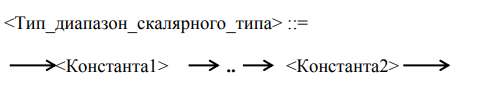 <Тип_диапазон_скалярного_типа> ::=
<Константа1> .. <Константа2>